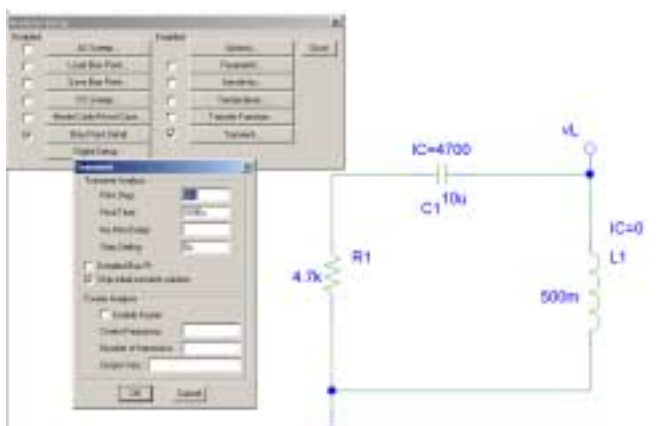 Enabled
Enabled
AC Sweep...
Options...
Close
Load Bias Point...
Parametric...
Save Bias Point...
Sensitivity...
DC Sweep...
Temperature...
Monte Carlo/Worst Case...
Transfer Function...
Bias Point Detail
Transient...
Digital Setup...
Transient
Transient Analysis
Print Step:
Final Time:
No-Print Delay:
Step Ceiling:
Detailed Bias Pt.
Skip initial transient solution
Fourier Analysis
Enable Fourier
Center Frequency:
Number of harmonics:
Output Vars.:
OK
Cancel
vL
IC=4700
C1
10u
IC=0
R1
L1
4.7k
500m